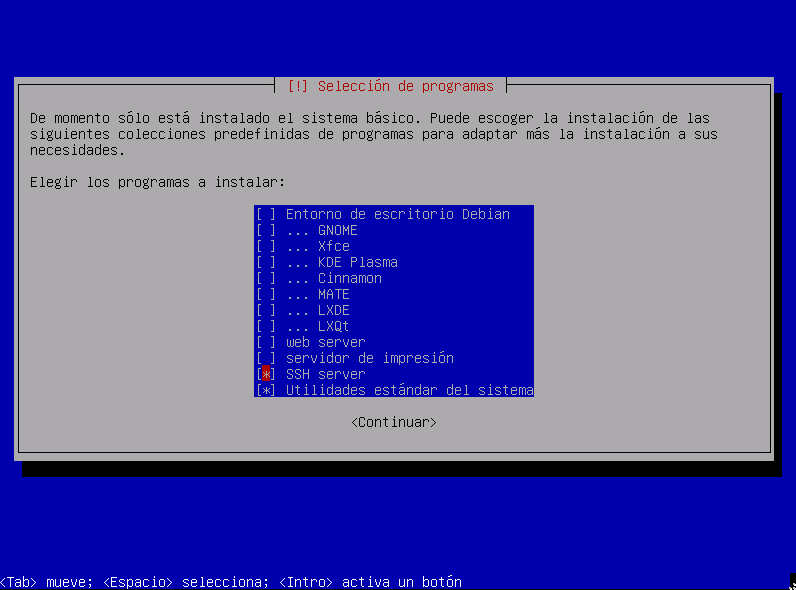 [!] Selección de programas
De momento sólo está instalado el sistema básico. Puede escoger la instalación de las
siguientes colecciones predefinidas de programas para adaptar más la instalación a sus
necesidades.
Elegir los programas a instalar:
[ ] Entorno de escritorio Debian
[ ] ... GNOME
[ ] ... Xfce
[ ] ... KDE Plasma
[ ] ... Cinnamon
[ ] ... MATE
[ ] ... LXDE
[ ] ... LXQt
[ ] web server
[ ] servidor de impresión
[*] SSH server
[*] Utilidades estándar del sistema
<Continuar>
<Tab> mueve; <Espacio> selecciona; <Intro> activa un botón